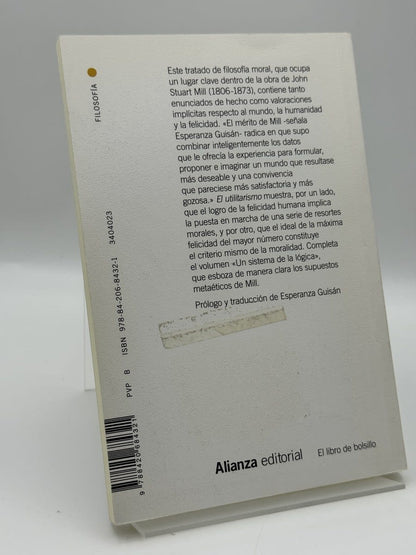 Este tratado de filosofía moral, que ocupa
un lugar clave dentro de la obra de John
Stuart Mill (1806-1873), contiene tanto
enunciados de hecho como valoraciones
implícitas respecto al mundo, la humanidad
y la felicidad. «El mérito de Mill -señala
Esperanza Guisán- radica en que supo
combinar inteligentemente los datos
que le ofrecía la experiencia para formular,
proponer e imaginar un mundo que resultase
más deseable y una convivencia
que pareciese más satisfactoria y más
gozosa.» El utilitarismo muestra, por un lado,
que el logro de la felicidad humana implica
la puesta en marcha de una serie de resortes
morales, y por otro, que el ideal de la máxima
felicidad del mayor número constituye
el criterio mismo de la moralidad. Completa
el volumen «Un sistema de la lógica»,
que esboza de manera clara los supuestos
metaéticos de Mill.
Prólogo y traducción de Esperanza Guisán
FILOSOFÍA
3404023
ISBN 978-84-206-8432-1
PVP B
9 788420 684321
Alianza editorial
El libro de bolsillo